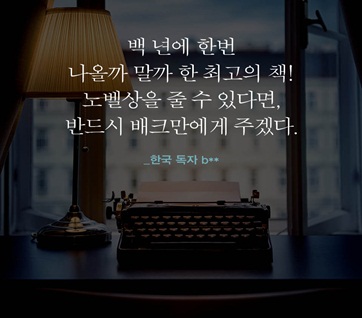 백 년에 한번
나올까 말까 한 최고의 책!
노벨상을 줄 수 있다면,
반드시 배크만에게 주겠다.
_한국 독자 b**